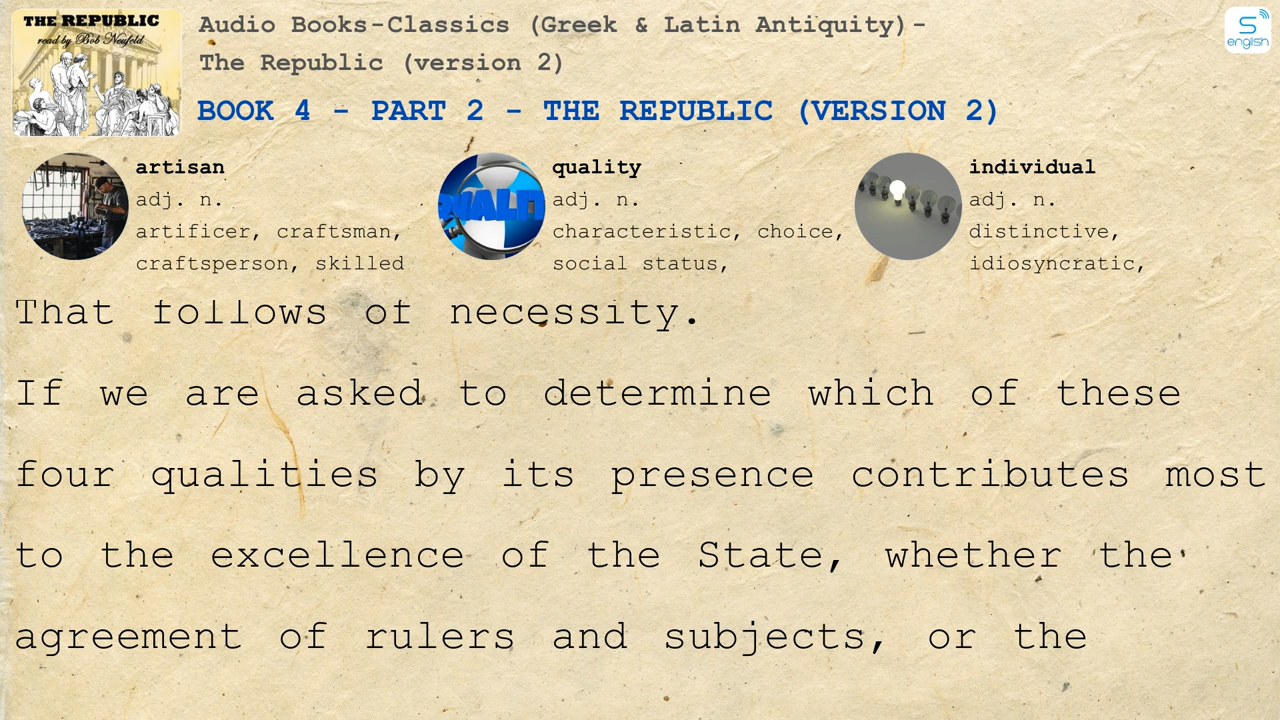 THE REPUBLIC
read by Bob Neufeld
Audio Books-Classics (Greek & Latin Antiquity)-
The Republic (version 2)
S
english
BOOK 4 - PART 2 - THE REPUBLIC (VERSION 2)
artisan
adj. n.
artificer, craftsman,
craftsperson, skilled
QUALIT
quality
adj. n.
characteristic, choice,
social status,
individual
adj. n.
distinctive,
idiosyncratic,
That follows of necessity.
If we are asked to determine which of these
four qualities by its presence contributes most
to the excellence of the State, whether the
agreement of rulers and subjects, or the